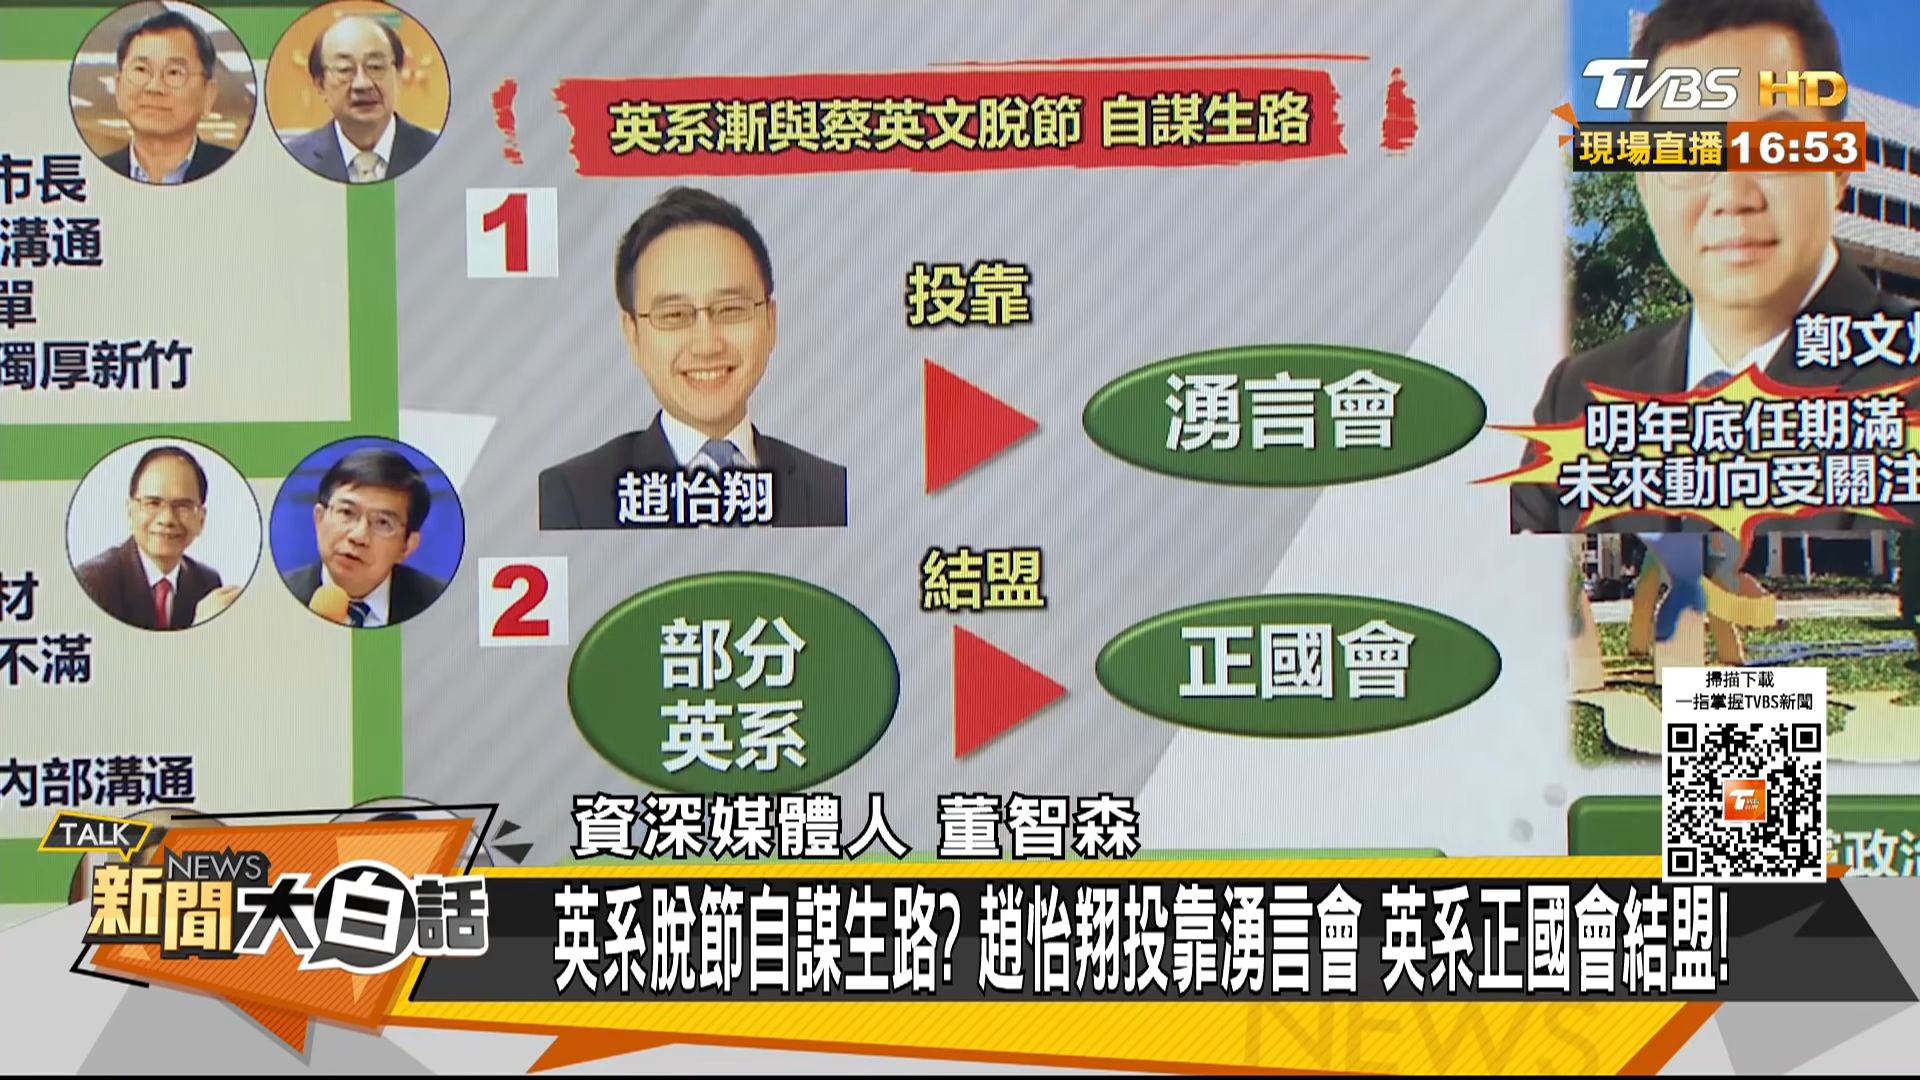 TVBS HD
現場直播 16:53
英系漸與蔡英文脫節 自謀生路
市長
溝通
單
獨厚新竹
材
不滿
內部溝通
1
趙怡翔
投靠
湧言會
2
部分
英系
結盟
正國會
鄭文
明年底任期滿
未來動向受關注
掃描下載
一指掌握TVBS新聞
黨政治
資深媒體人 董智森
TALK
NEWS
新聞大白話
英系脫節自謀生路? 趙怡翔投靠湧言會 英系正國會結盟!
NEWS